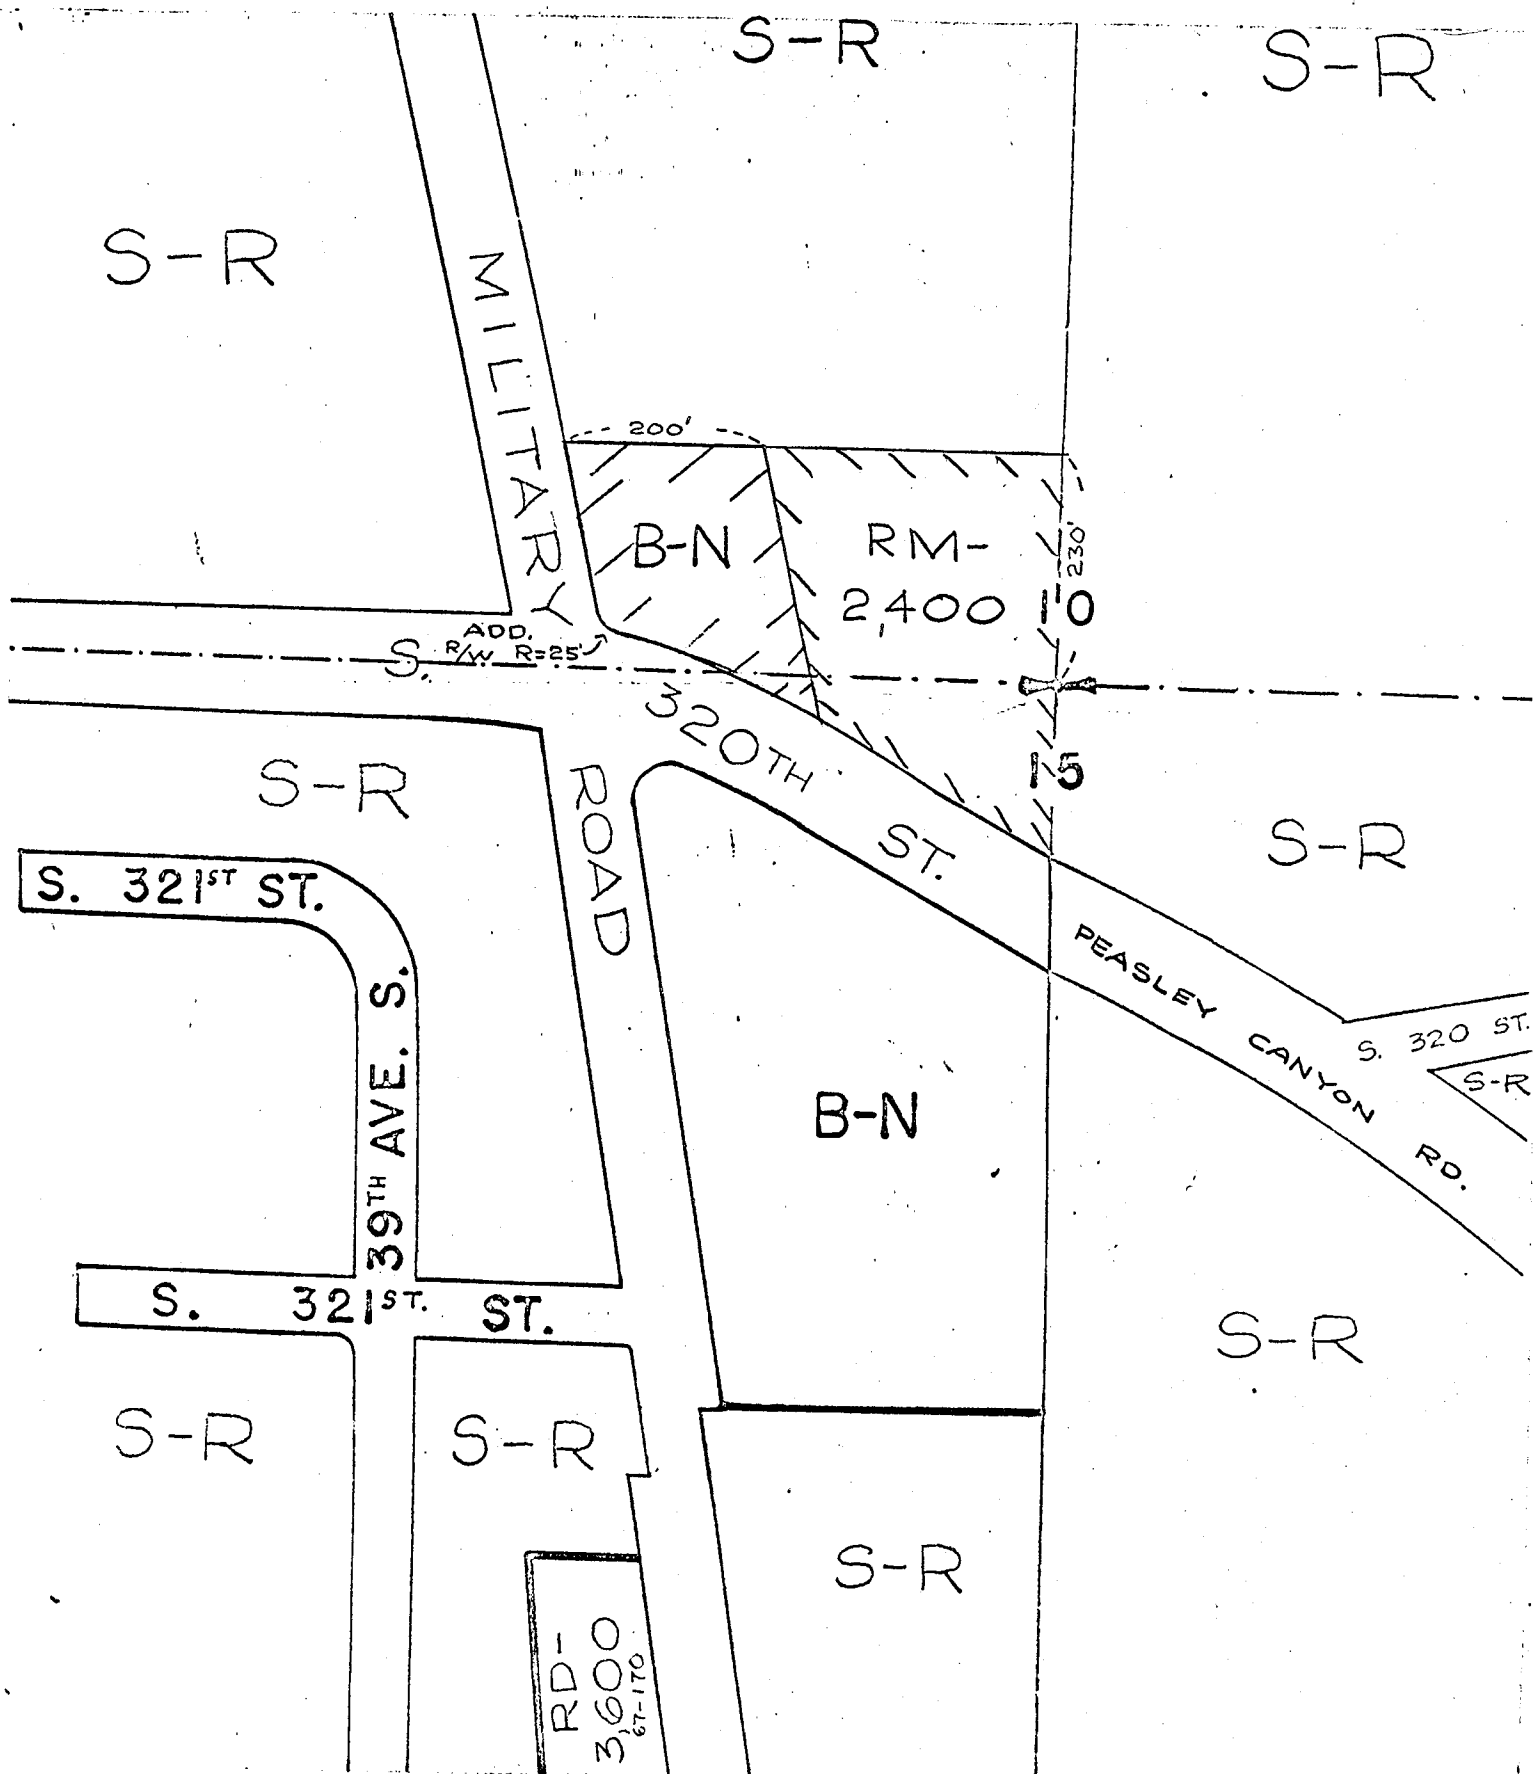 S-R
S-R
S-R
MILITARY
200'
B-N
RM-
2,400
230'
10
ADD.
R/W R=25'
S. 320TH ST.
15
S-R
ROAD
S-R
S. 321ST ST.
39TH AVE. S.
PEASLEY CANYON RD.
S. 320 ST.
S-R
B-N
S. 321ST. ST.
S-R
S-R
S-R
S-R
RD-
3,600
67-170